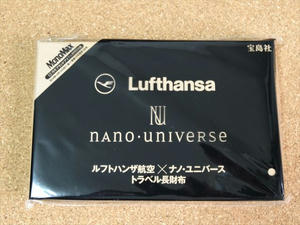 MonoMax
宝島社
Lufthansa
NU
nano·universe
ルフトハンザ航空×ナノ・ユニバース
トラベル長財布